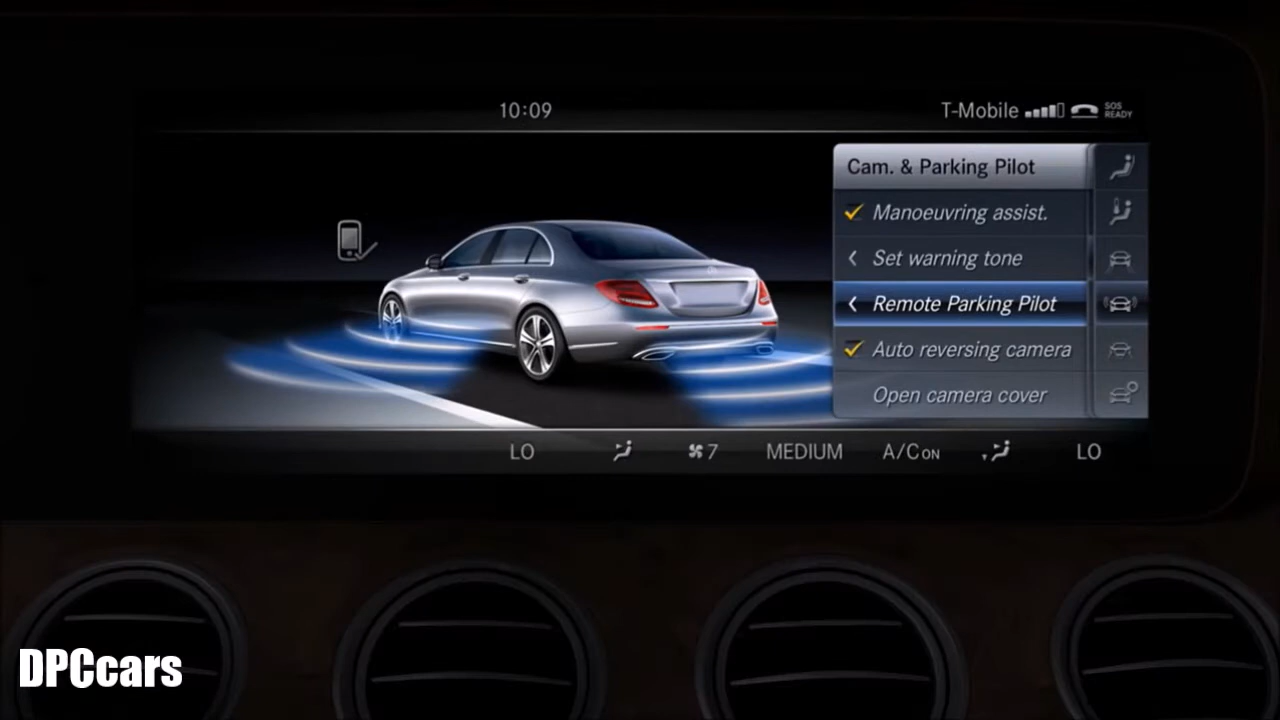 10:09
T-Mobile
SOS
READY
Cam. & Parking Pilot
Manoeuvring assist.
Set warning tone
Remote Parking Pilot
Auto reversing camera
Open camera cover
LO
7
MEDIUM
A/C ON
LO
DPCcars